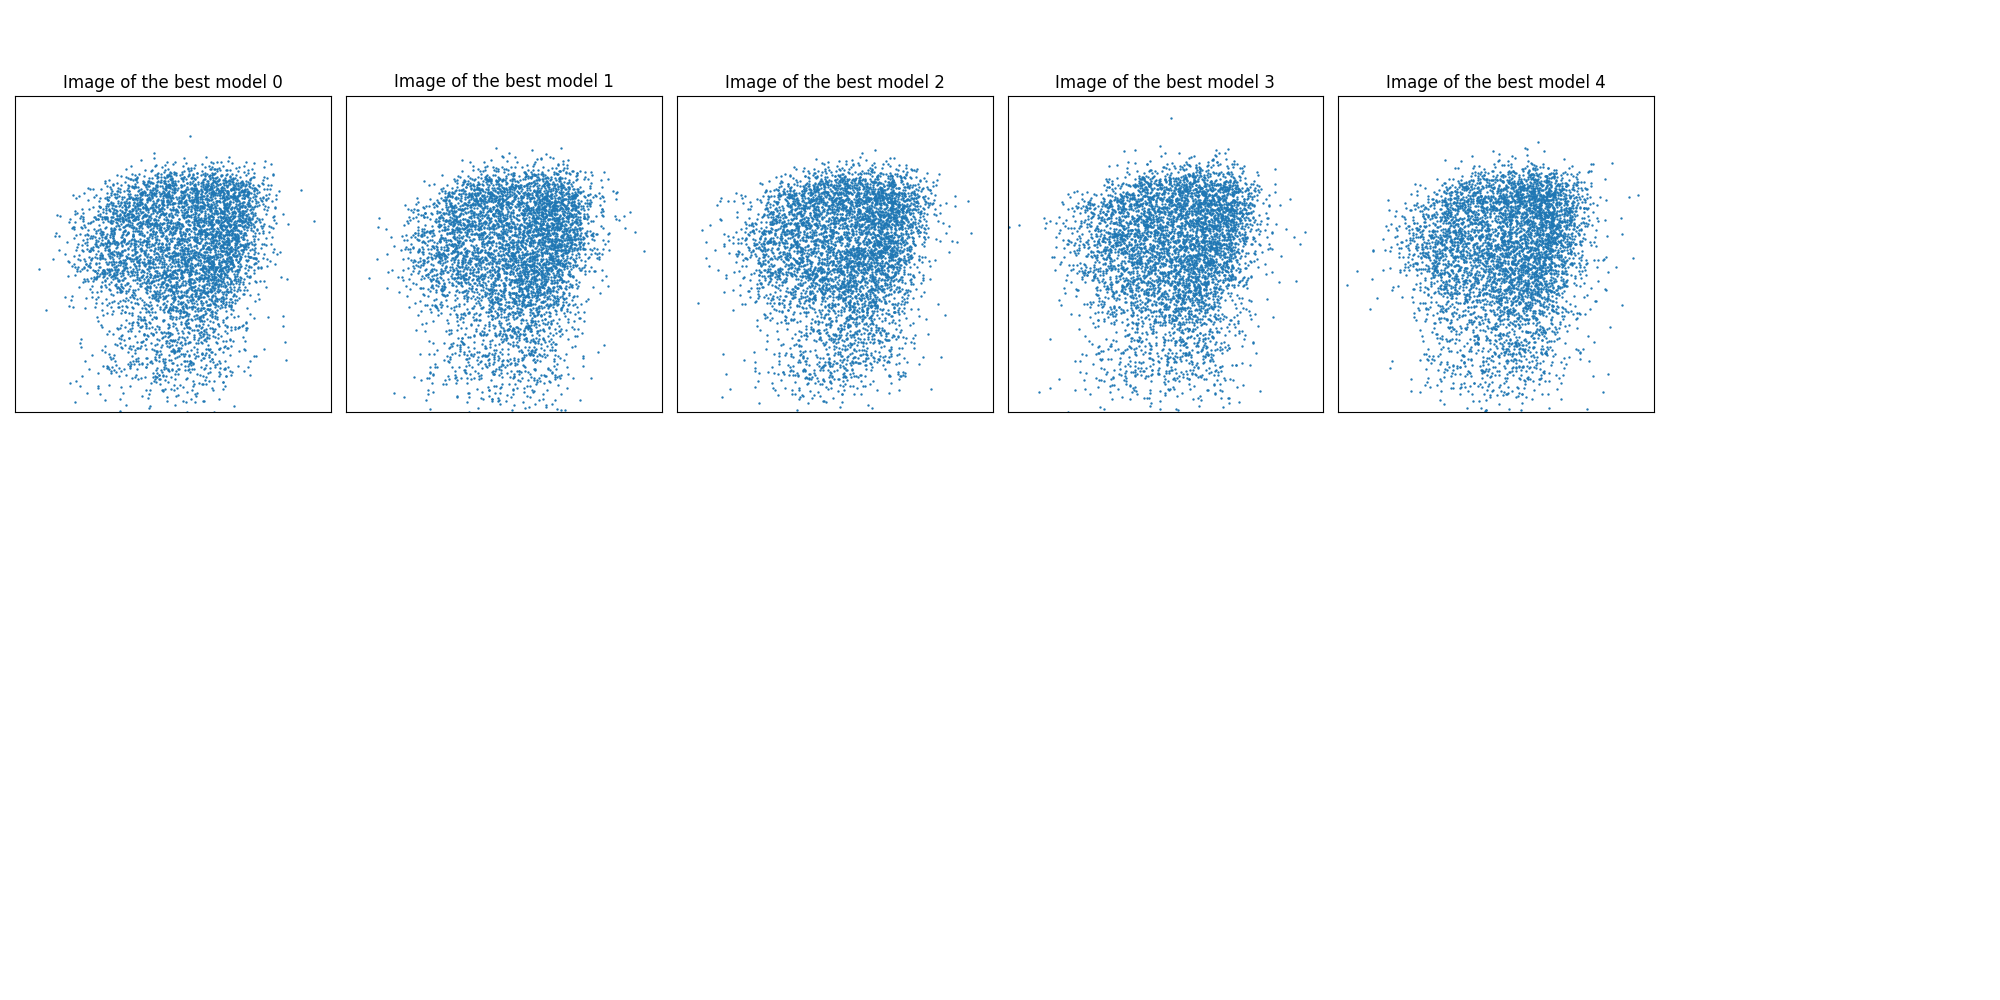 Image of the best model 0
Image of the best model 1
Image of the best model 2
Image of the best model 3
Image of the best model 4